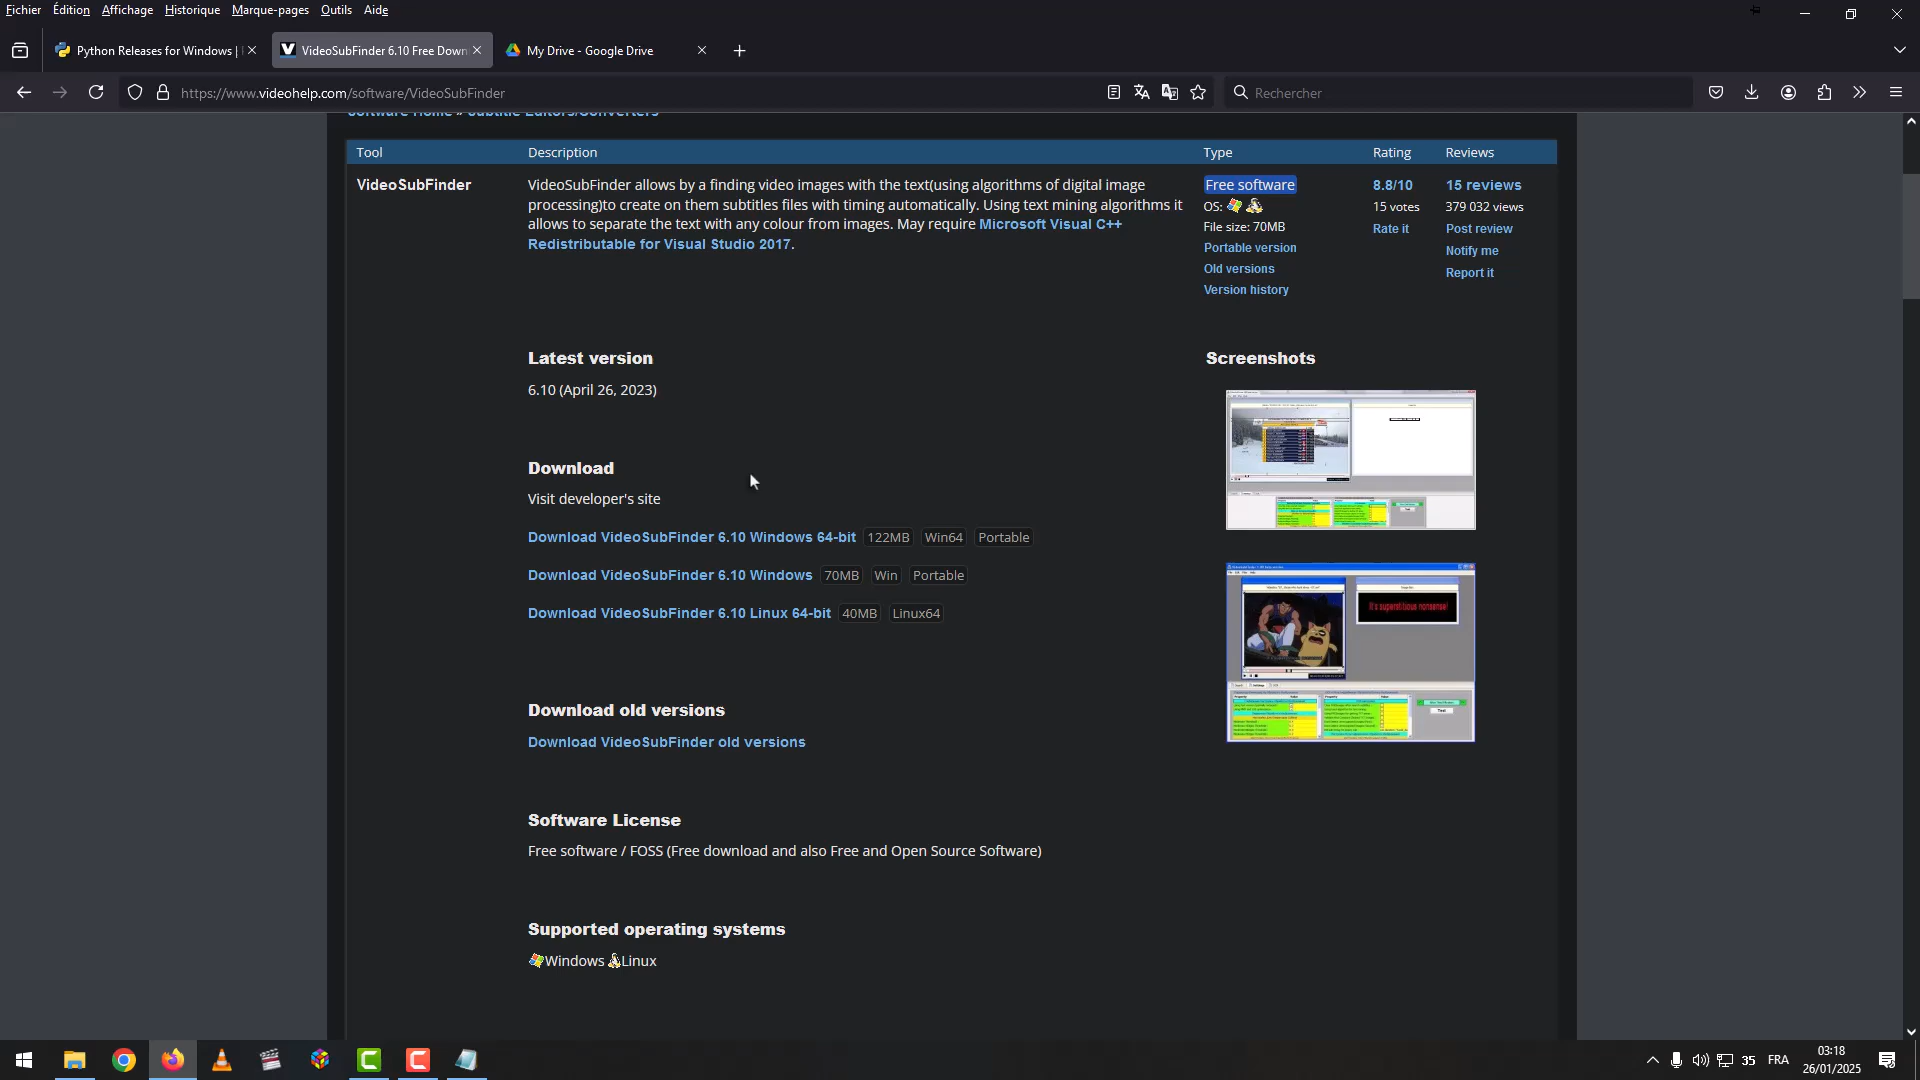 Fichier Édition Affichage Historique Marque-pages Outils Aide
Python Releases for Windows |
VideoSubFinder 6.10 Free Down
My Drive - Google Drive
https://www.videohelp.com/software/VideoSubFinder
Rechercher
Software Home » Subtitle Editors/Converters
Tool Description Type Rating Reviews
VideoSubFinder
VideoSubFinder allows by a finding video images with the text(using algorithms of digital image
processing)to create on them subtitles files with timing automatically. Using text mining algorithms it
allows to separate the text with any colour from images. May require Microsoft Visual C++
Redistributable for Visual Studio 2017.
Free software
OS:
File size: 70MB
Portable version
Old versions
Version history
8.8/10
15 votes
Rate it
15 reviews
379 032 views
Post review
Notify me
Report it
Latest version
6.10 (April 26, 2023)
Screenshots
It's superstitious nonsense!
Download
Visit developer's site
Download VideoSubFinder 6.10 Windows 64-bit 122MB Win64 Portable
Download VideoSubFinder 6.10 Windows 70MB Win Portable
Download VideoSubFinder 6.10 Linux 64-bit 40MB Linux64
Download old versions
Download VideoSubFinder old versions
Software License
Free software / FOSS (Free download and also Free and Open Source Software)
Supported operating systems
Windows Linux
35 FRA
03:18
26/01/2025